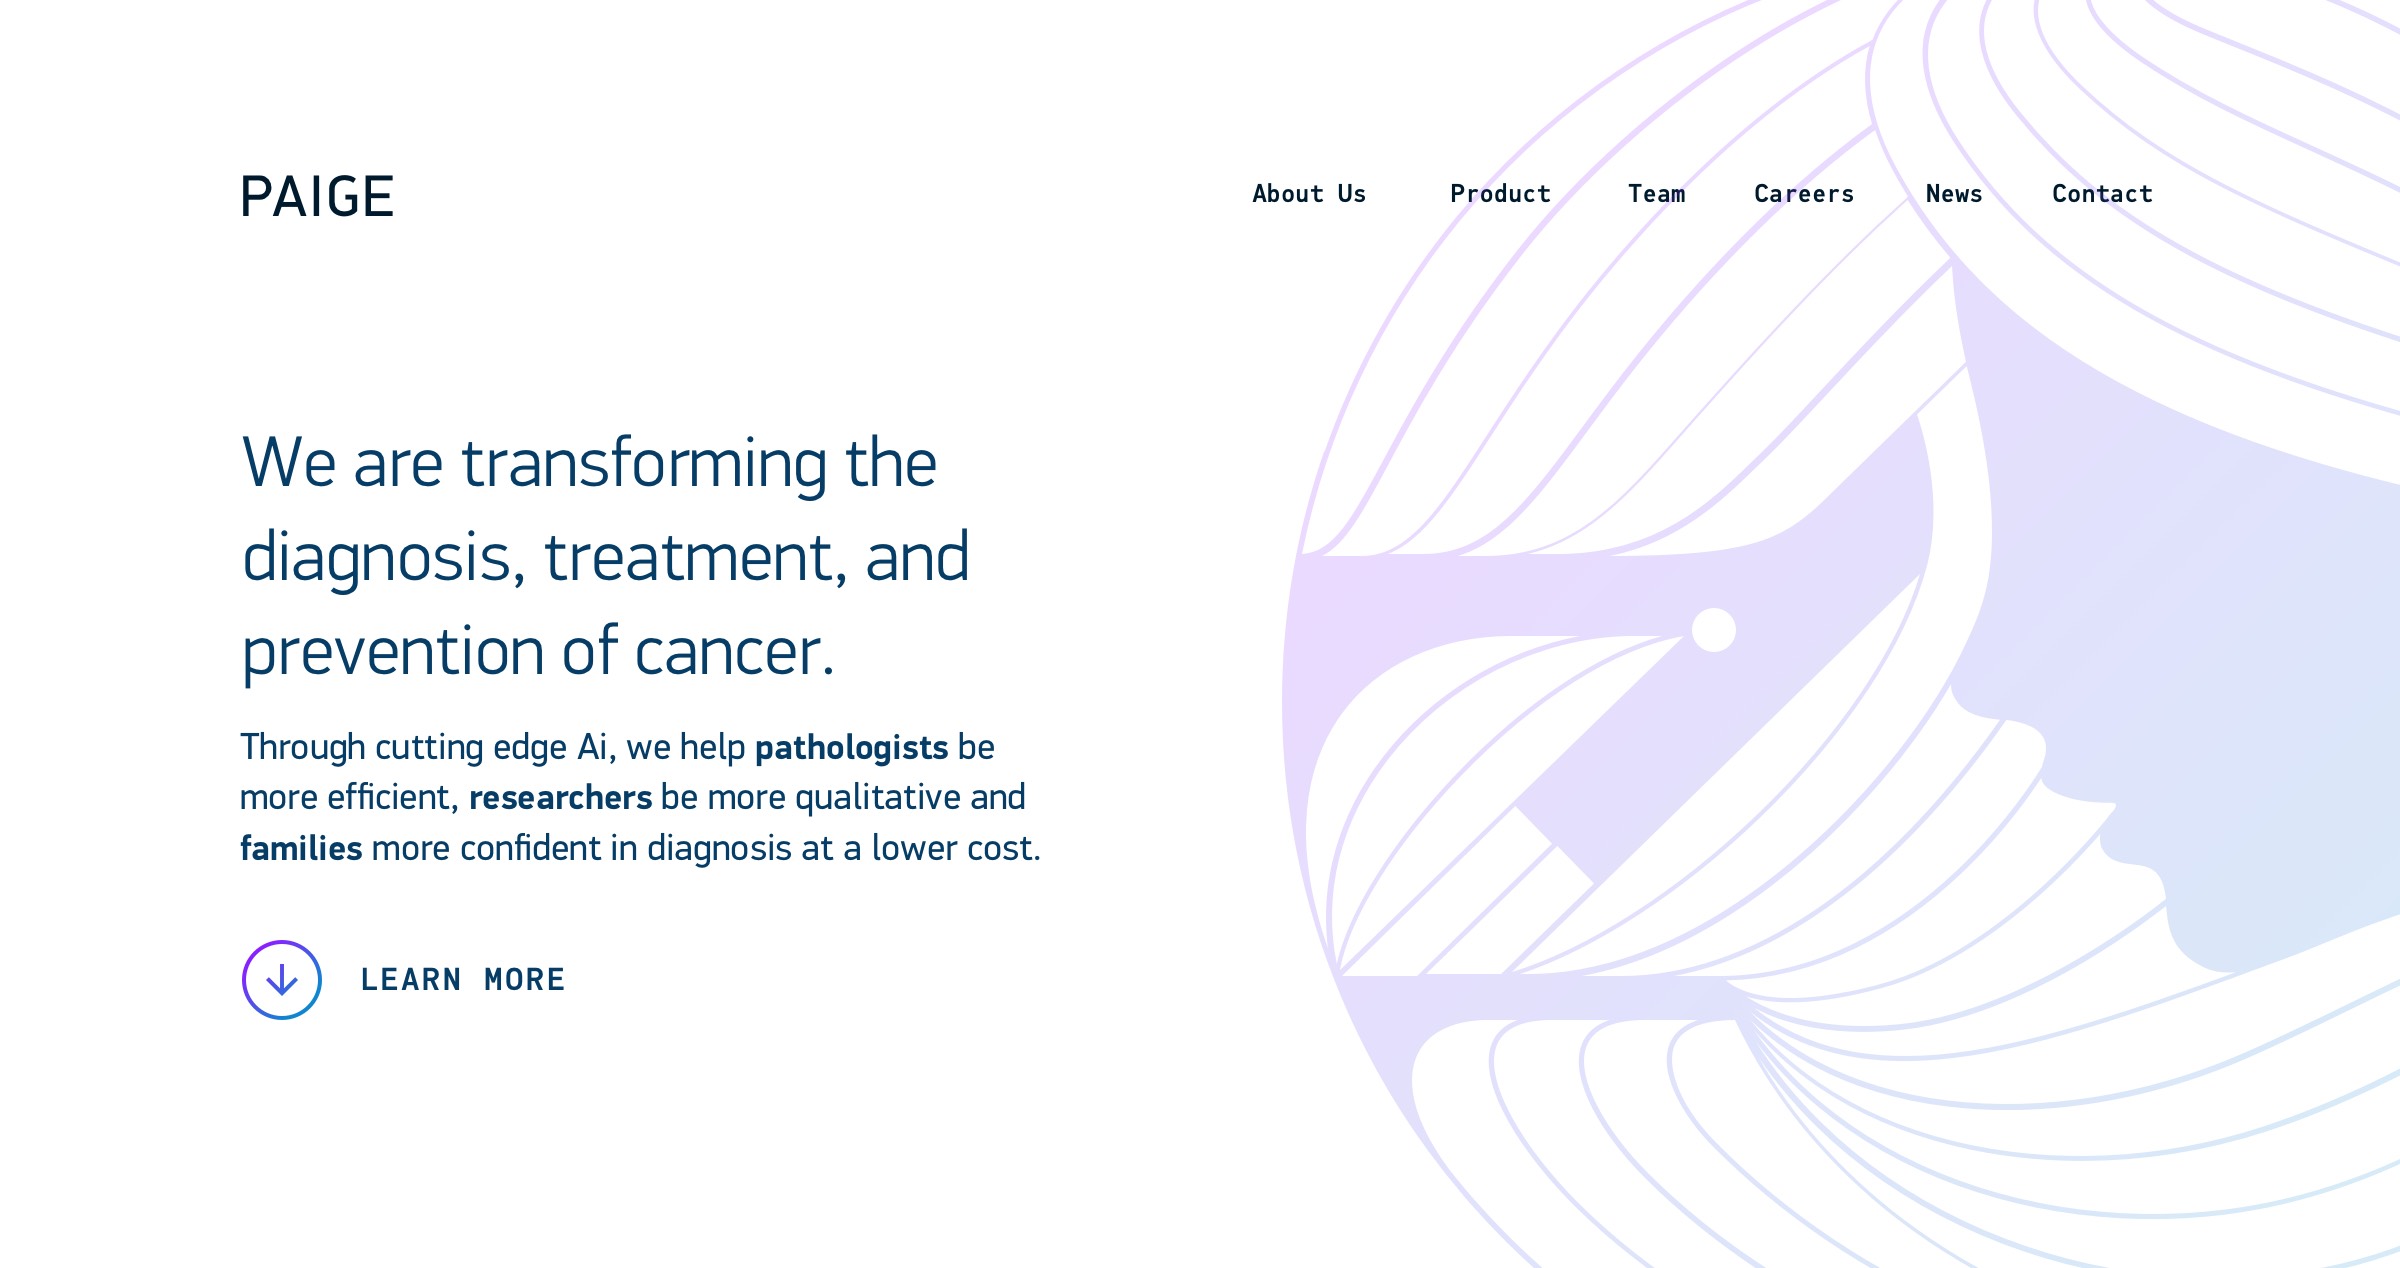 PAIGE
About Us Product Team Careers News Contact
We are transforming the
diagnosis, treatment, and
prevention of cancer.
Through cutting edge Ai, we help pathologists be
more efficient, researchers be more qualitative and
families more confident in diagnosis at a lower cost.
LEARN MORE